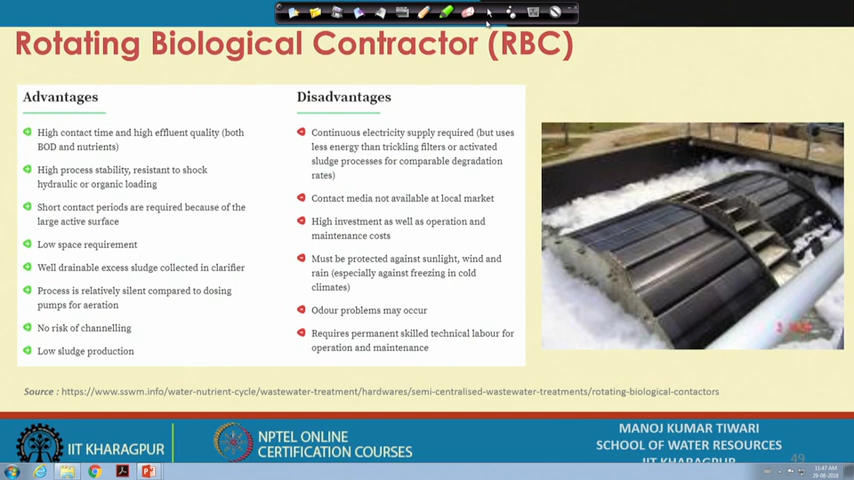 Rotating Biological Contractor (RBC)
Advantages
High contact time and high effluent quality (both
BOD and nutrients)
High process stability, resistant to shock
hydraulic or organic loading
Short contact periods are required because of the
large active surface
Low space requirement
Well drainable excess sludge collected in clarifier
Process is relatively silent compared to dosing
pumps for aeration
No risk of channelling
Low sludge production
Disadvantages
Continuous electricity supply required (but uses
less energy than trickling filters or activated
sludge processes for comparable degradation
rates)
Contact media not available at local market
High investment as well as operation and
maintenance costs
Must be protected against sunlight, wind and
rain (especially against freezing in cold
climates)
Odour problems may occur
Requires permanent skilled technical labour for
operation and maintenance
Source : https://www.sswm.info/water-nutrient-cycle/wastewater-treatment/hardwares/semi-centralised-wastewater-treatments/rotating-biological-contactors
IIT KHARAGPUR
NPTEL ONLINE
CERTIFICATION COURSES
MANOJ KUMAR TIWARI
SCHOOL OF WATER RESOURCES
IIT KHARAGPUR
49
11:47 AM
29-08-2018